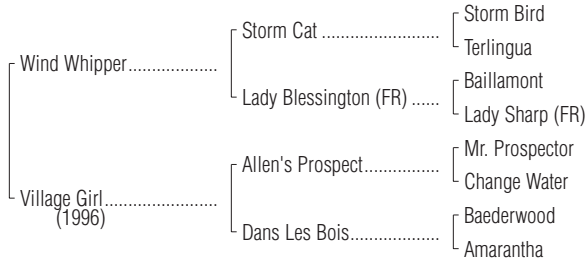 Storm Bird
Storm Cat ........................
Terlingua
Wind Whipper..................
Baillamont
Lady Blessington (FR) ......
Lady Sharp (FR)
Mr. Prospector
Allen's Prospect...............
Change Water
Village Girl.......................
(1996)
Baederwood
Dans Les Bois..................
Amarantha